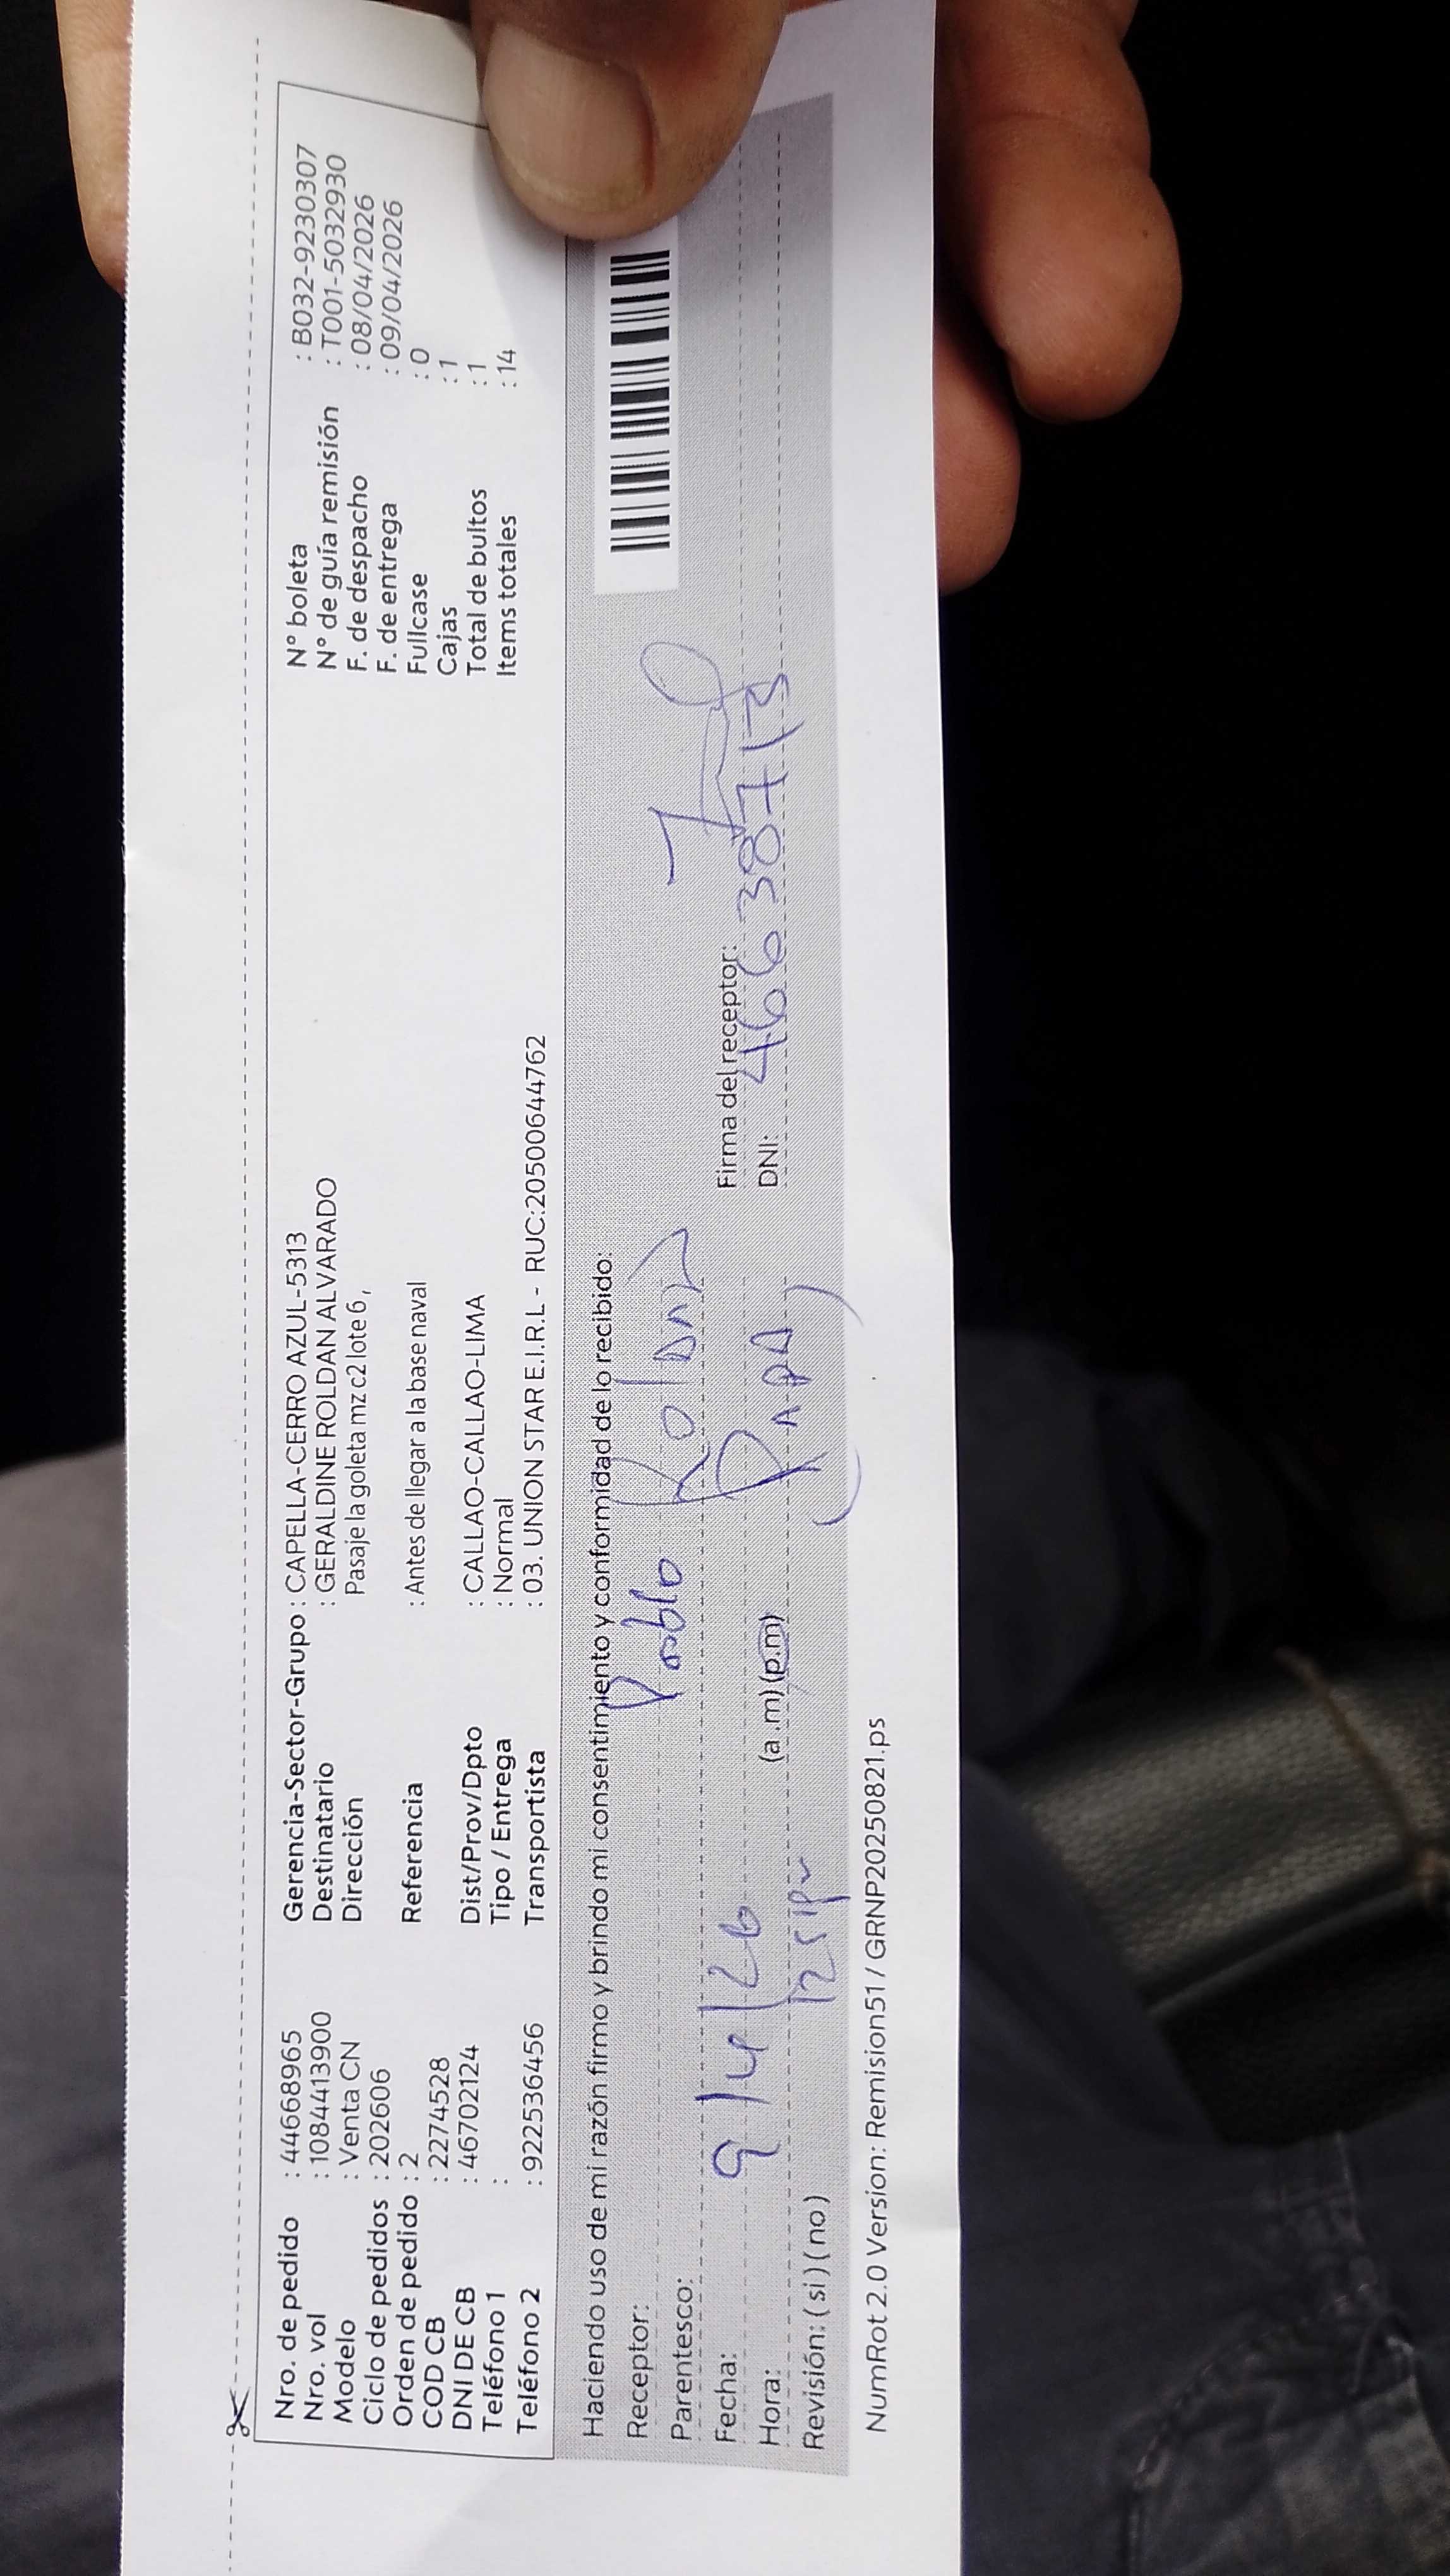 Nro. de pedido : 44668965
Nro. vol : 1084413900
Modelo : Venta CN
Ciclo de pedidos : 202606
Orden de pedido : 2
COD CB : 2274528
DNI DE CB : 46702124
Teléfono 1 :
Teléfono 2 : 922536456
Gerencia-Sector-Grupo : CAPELLA-CERRO AZUL-5313
Destinatario : GERALDINE ROLDAN ALVARADO
Dirección Pasaje la goleta mz c2 lote 6 ,
Referencia : Antes de llegar a la base naval
Dist/Prov/Dpto : CALLAO-CALLAO-LIMA
Tipo / Entrega : Normal
Transportista : 03. UNION STAR E.I.R.L - RUC:20500644762
N° boleta : B032-9230307
N° de guía remisión : T001-5032930
F. de despacho : 08/04/2026
F. de entrega : 09/04/2026
Fullcase : 0
Cajas : 1
Total de bultos : 1
Items totales : 14
Haciendo uso de mi razón firmo y brindo mi consentimiento y conformidad de lo recibido:
Receptor: Pablo
Parentesco: (PAPA)
Fecha: 9/4/26
Hora: (a .m) (p.m)
Revisión: ( si ) ( no )
Firma del receptor:
DNI: 46638713
NumRot 2.0 Version: Remision51 / GRNP20250821.ps